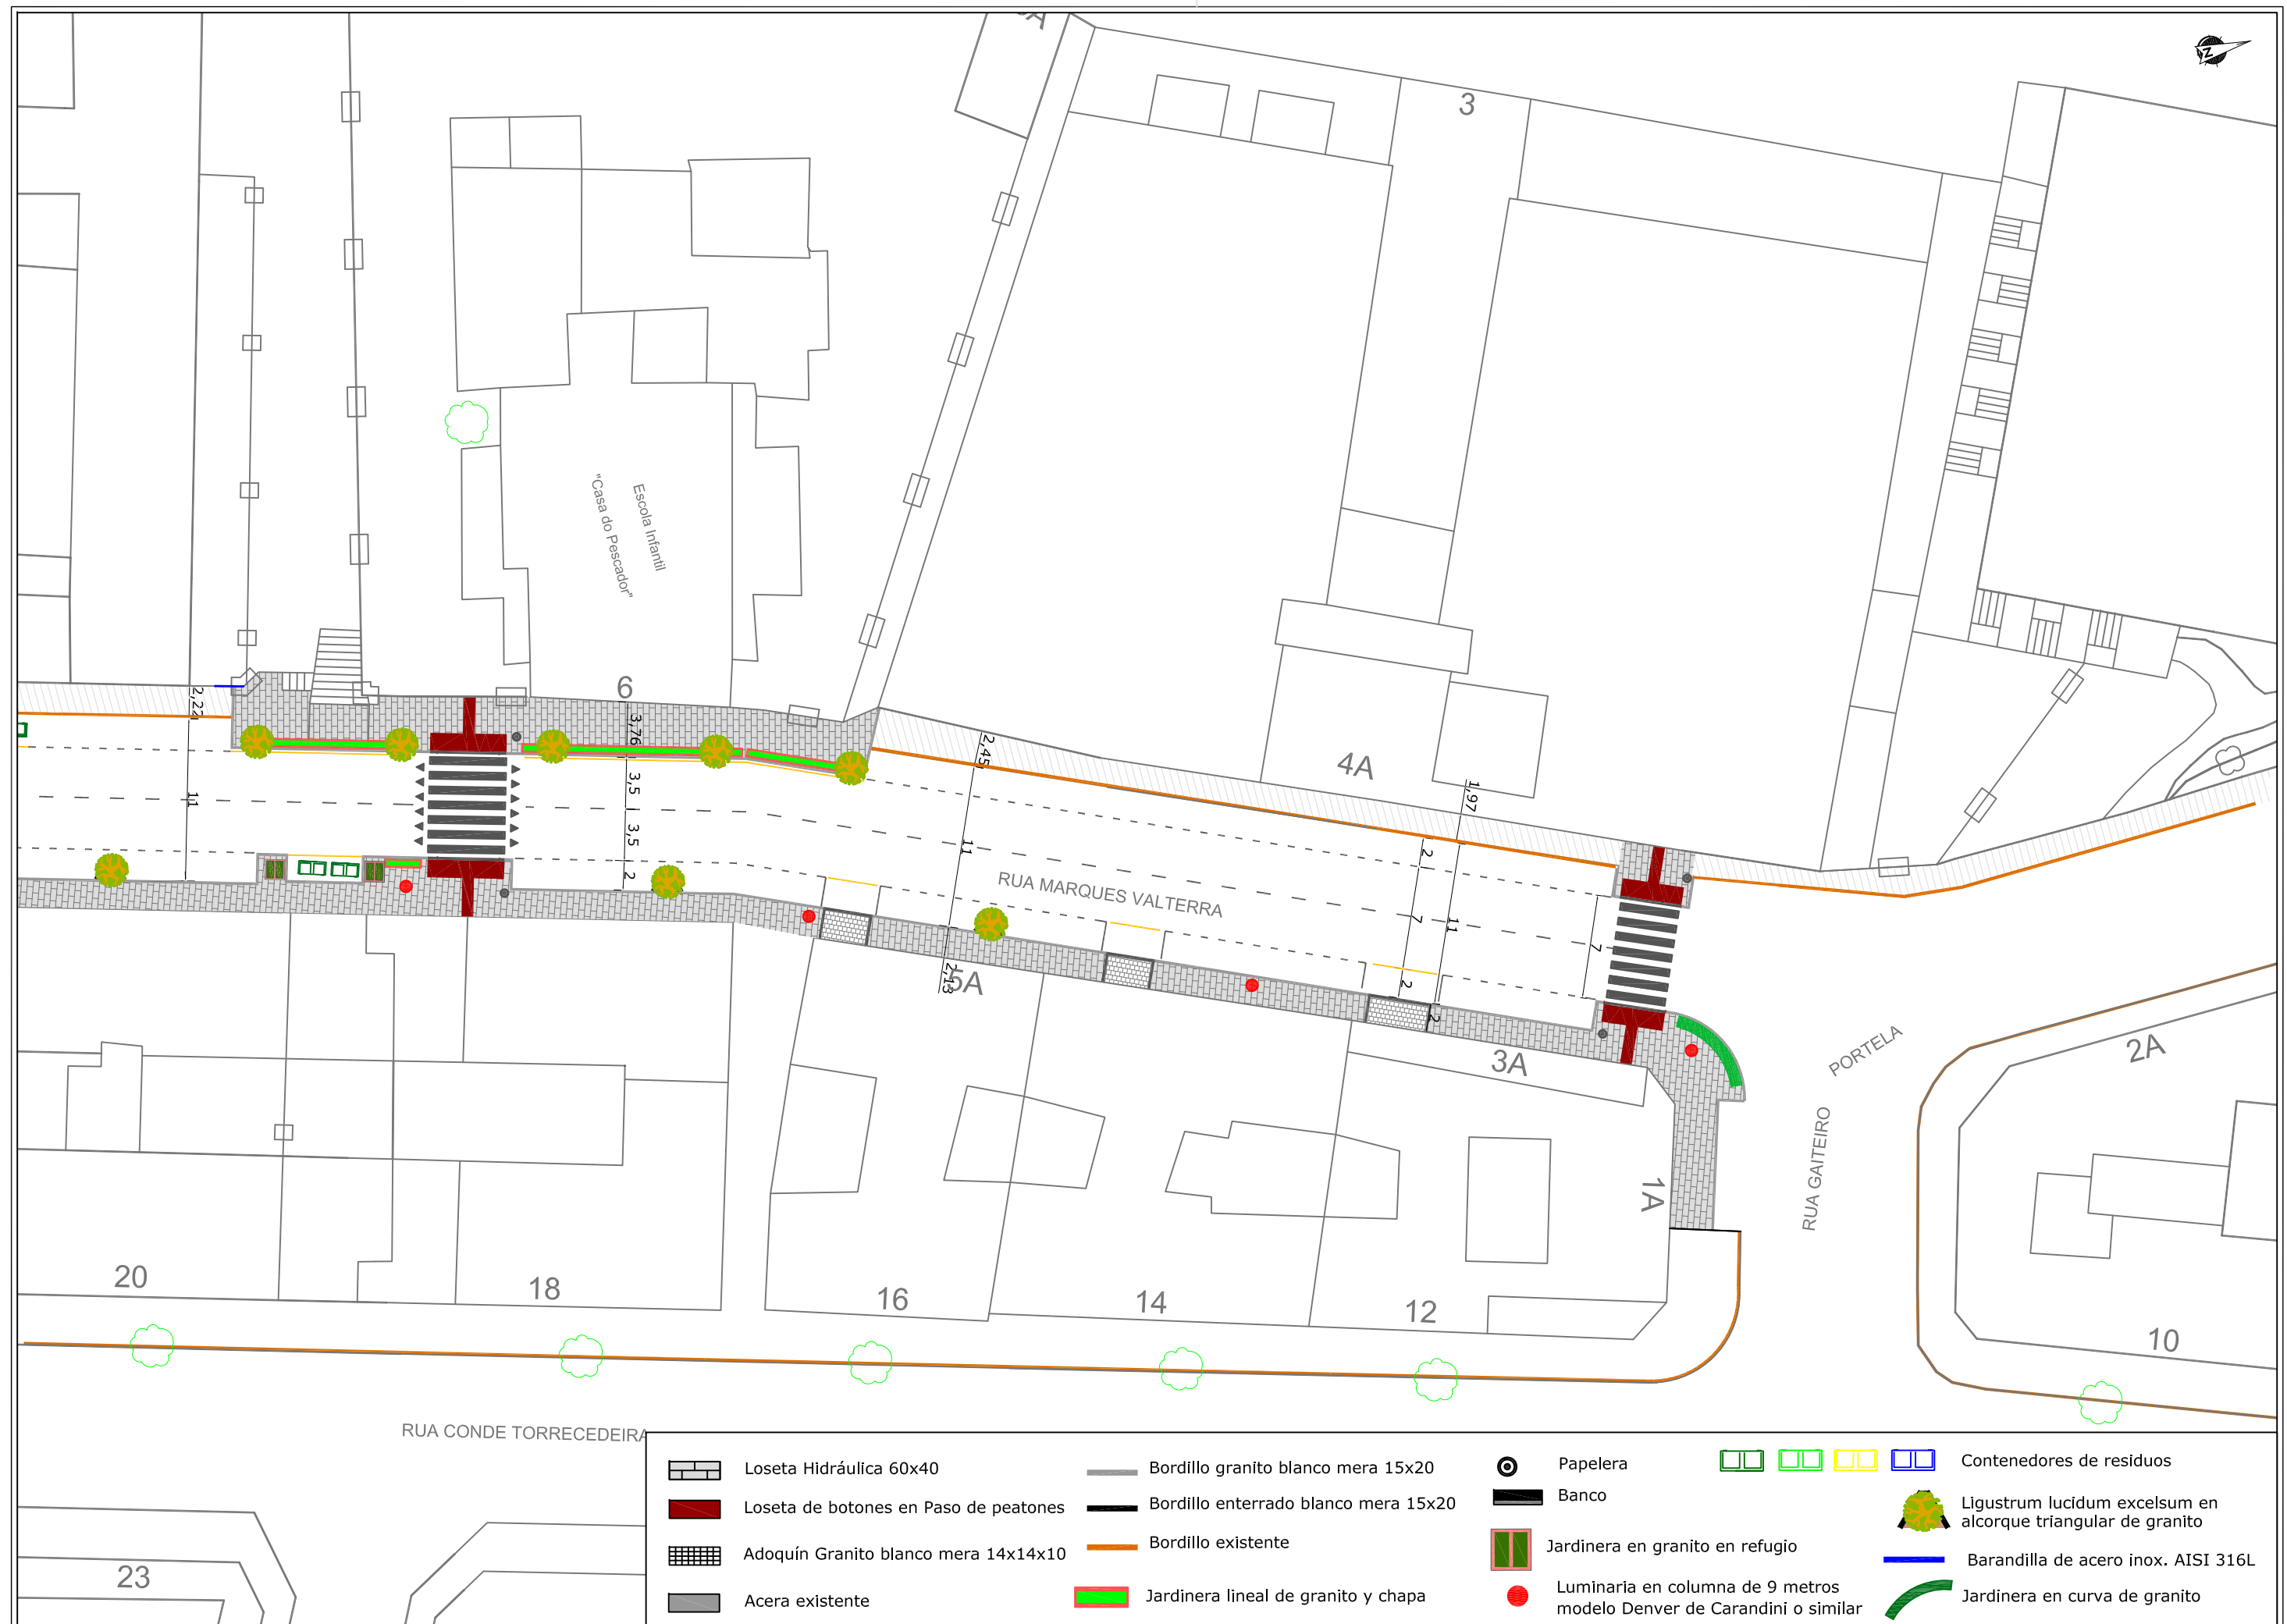 3
N
"Casa do Pescador"
Escola Infantil
6
2,22
3,76
3,5
3,5
2
11
2,45
11
2,13
4A
1,97
2
11
7
2
2
7
RUA MARQUES VALTERRA
5A
3A
PORTELA
2A
RUA GAITEIRO
1A
20
18
16
14
12
10
RUA CONDE TORRECEDEIRA
23
Loseta Hidráulica 60x40
Loseta de botones en Paso de peatones
Adoquín Granito blanco mera 14x14x10
Acera existente
Bordillo granito blanco mera 15x20
Bordillo enterrado blanco mera 15x20
Bordillo existente
Jardinera lineal de granito y chapa
Papelera
Banco
Jardinera en granito en refugio
Luminaria en columna de 9 metros
modelo Denver de Carandini o similar
Contenedores de residuos
Ligustrum lucidum excelsum en
alcorque triangular de granito
Barandilla de acero inox. AISI 316L
Jardinera en curva de granito